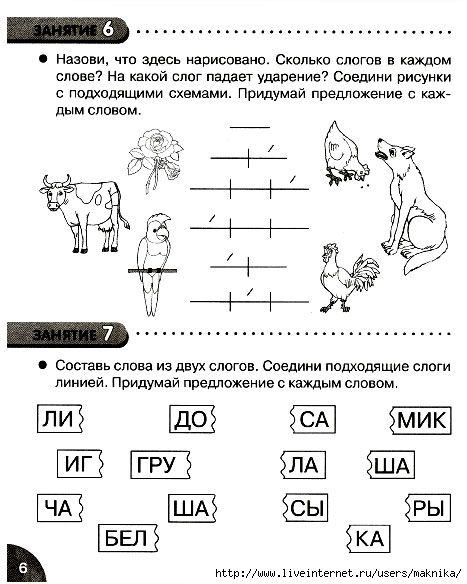 ЗАНЯТИЕ 6
● Назови, что здесь нарисовано. Сколько слогов в каждом
слове? На какой слог падает ударение? Соедини рисунки
с подходящими схемами. Придумай предложение с каж-
дым словом.
ЗАНЯТИЕ 7
● Составь слова из двух слогов. Соедини подходящие слоги
линией. Придумай предложение с каждым словом.
ЛИ ДО СА МИК
ИГ ГРУ ЛА ША
ЧА ША СЫ РЫ
БЕЛ КА
6
http://www.liveinternet.ru/users/maknika/